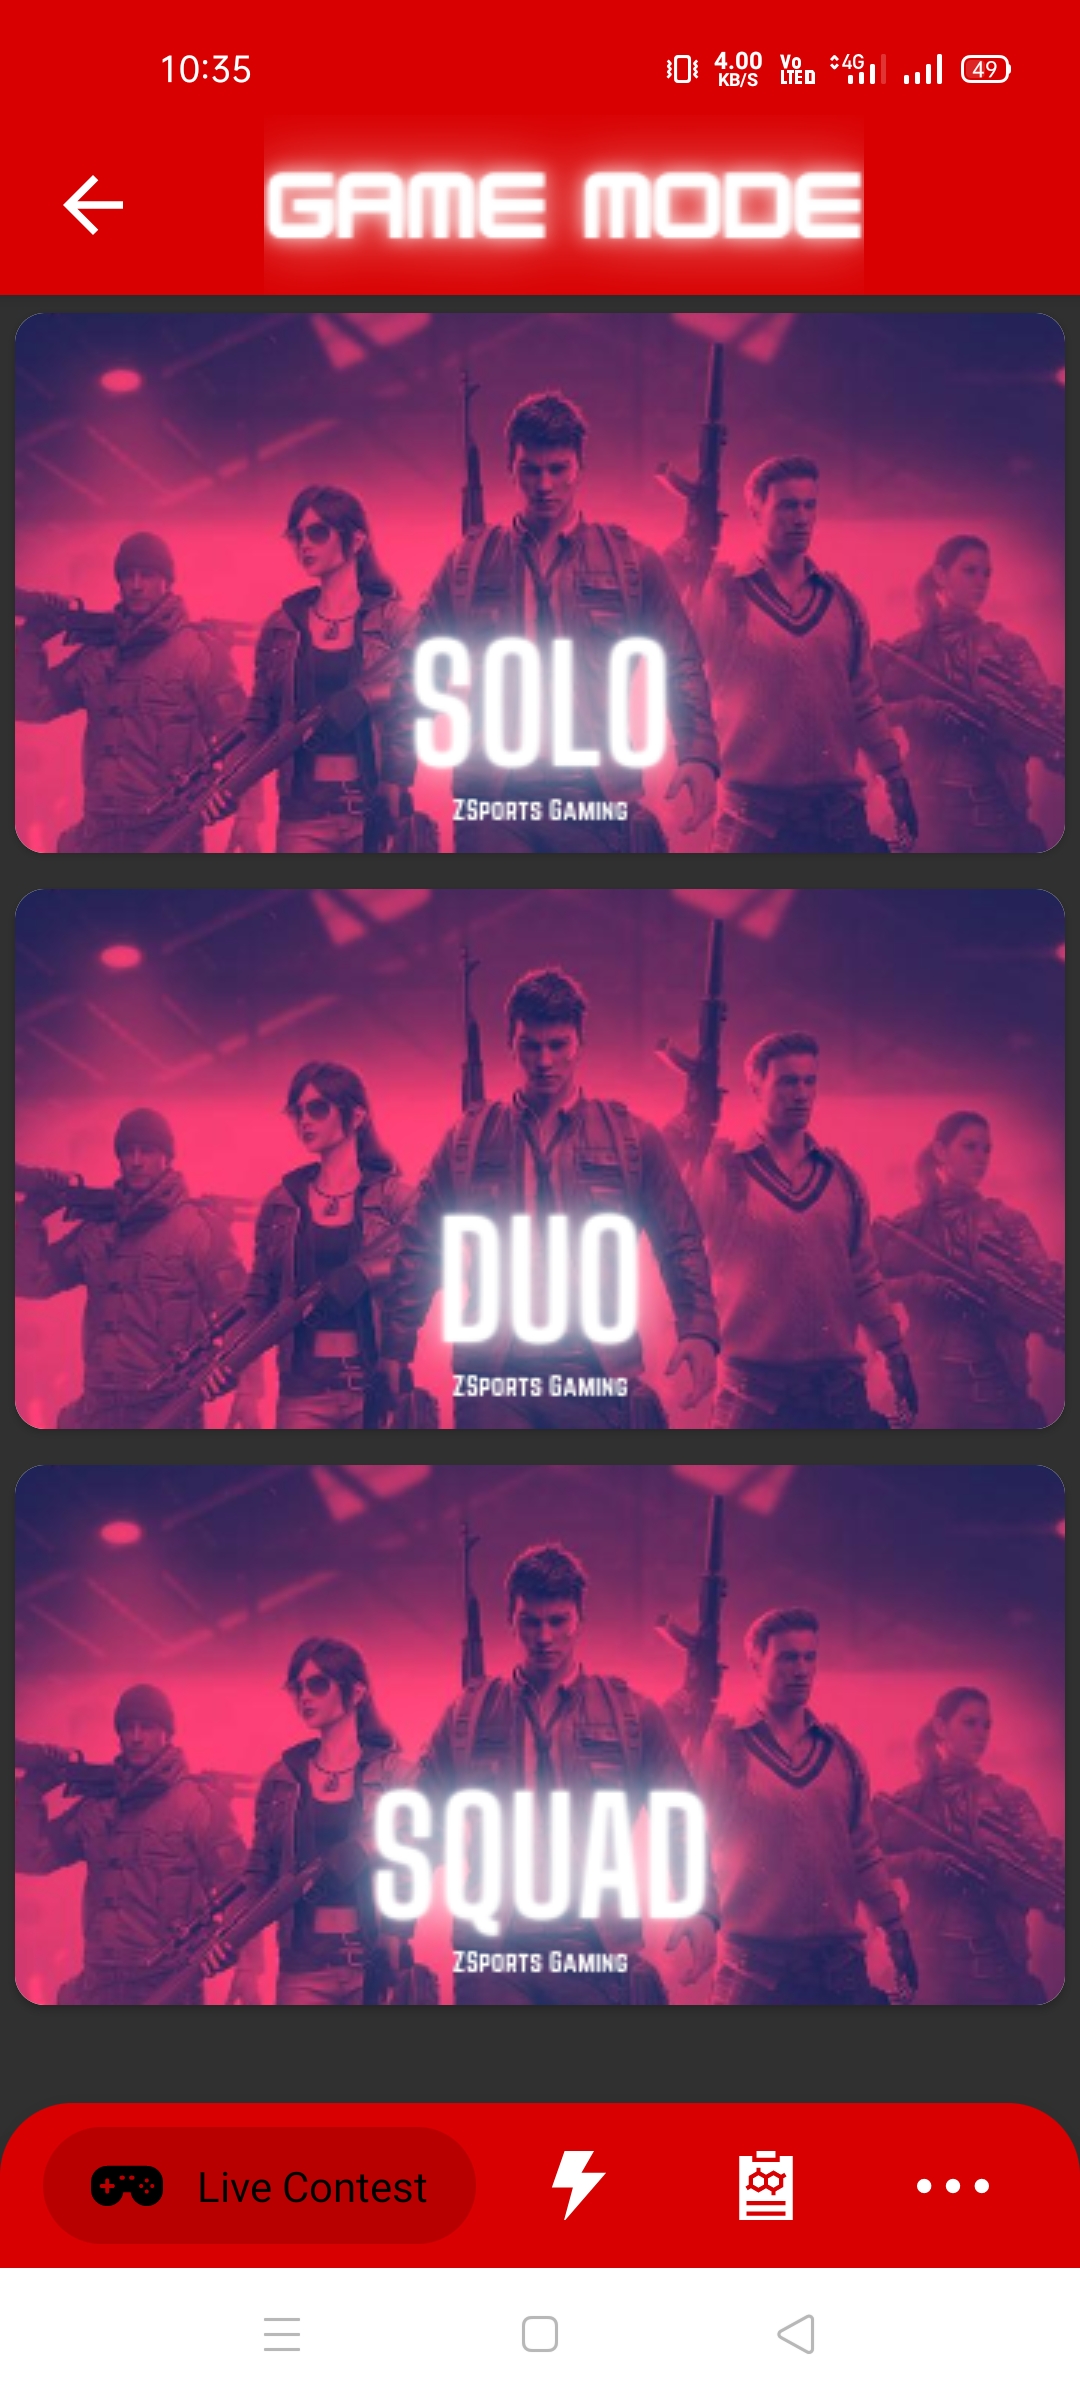 10:35
4.00
KB/S
Vo
LTE
4G
49
GAME MODE
SOLO
ZSPORTS GAMING
DUO
ZSPORTS GAMING
SQUAD
ZSPORTS GAMING
Live Contest